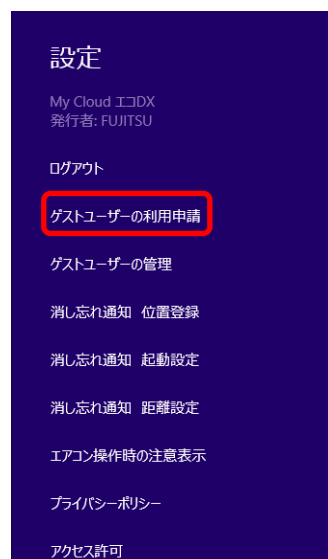 設定
My Cloud エコDX
発行者: FUJITSU
ログアウト
ゲストユーザーの利用申請
ゲストユーザーの管理
消し忘れ通知 位置登録
消し忘れ通知 起動設定
消し忘れ通知 距離設定
エアコン操作時の注意表示
プライバシーポリシー
アクセス許可